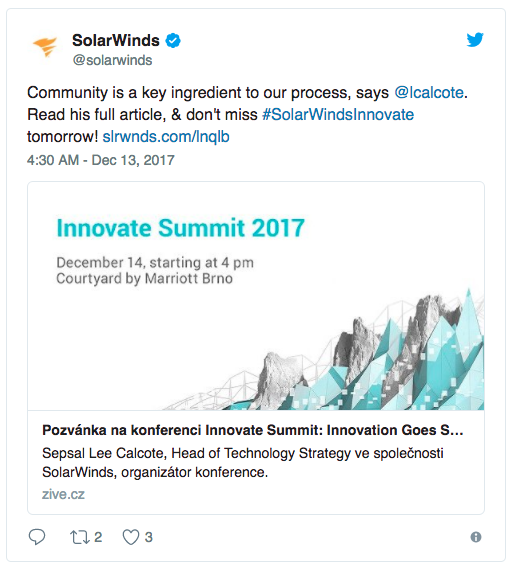 SolarWinds
@solarwinds
Community is a key ingredient to our process, says @lcalcote.
Read his full article, & don't miss #SolarWindsInnovate
tomorrow! slrwnds.com/lnqlb
4:30 AM - Dec 13, 2017
Innovate Summit 2017
December 14, starting at 4 pm
Courtyard by Marriott Brno
Pozvánka na konferenci Innovate Summit: Innovation Goes S...
Sepsal Lee Calcote, Head of Technology Strategy ve společnosti
SolarWinds, organizátor konference.
zive.cz
2
3